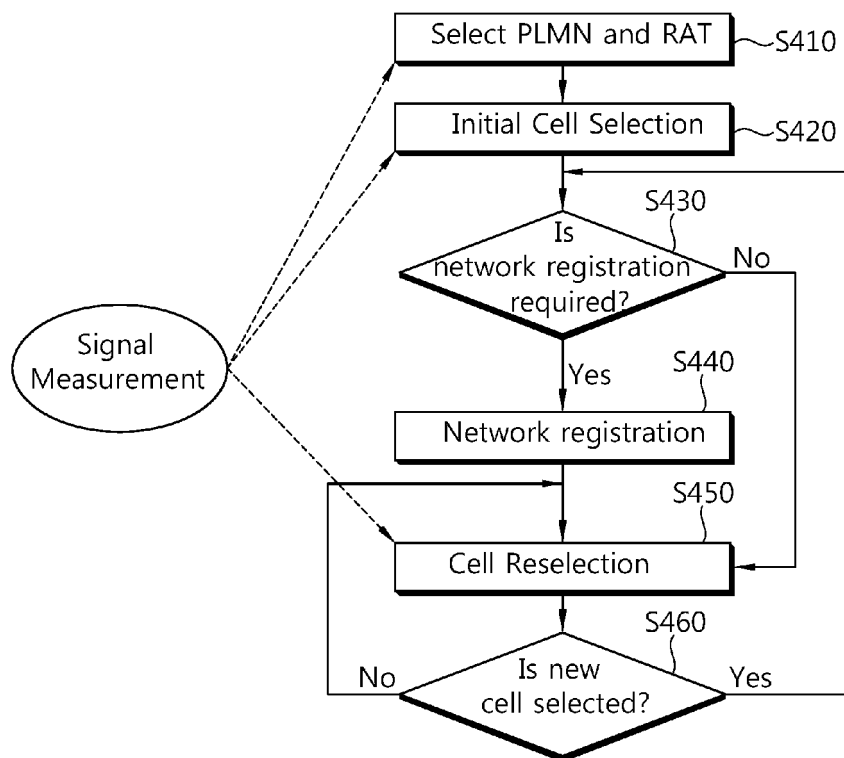 Select PLMN and RAT
S410
Initial Cell Selection
S420
S430
Is
network registration
required?
No
Signal
Measurement
Yes
S440
Network registration
S450
Cell Reselection
S460
No
Is new
cell selected?
Yes